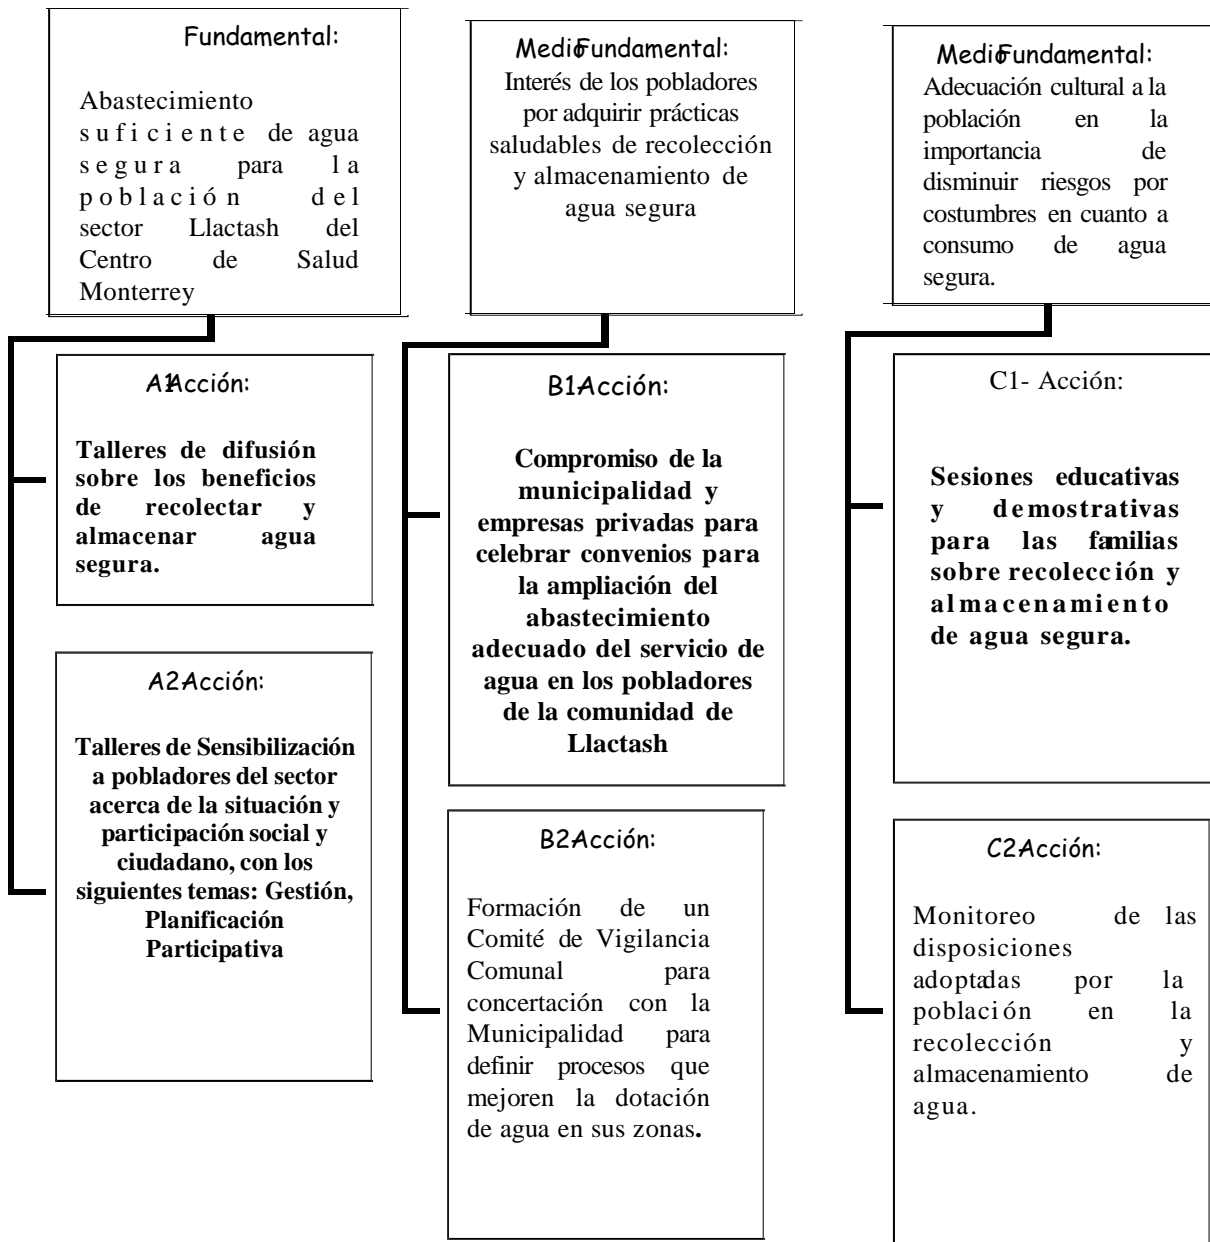 Fundamental:
Abastecimiento
suficiente de agua
segura para la
población del
sector Llactash del
Centro de Salud
Monterrey
A1Acción:
Talleres de difusión
sobre los beneficios
de recolectar y
almacenar agua
segura.
A2Acción:
Talleres de Sensibilización
a pobladores del sector
acerca de la situación y
participación social y
ciudadano, con los
siguientes temas: Gestión,
Planificación
Participativa
MedioFundamental:
Interés de los pobladores
por adquirir prácticas
saludables de recolección
y almacenamiento de
agua segura
B1Acción:
Compromiso de la
municipalidad y
empresas privadas para
celebrar convenios para
la ampliación del
abastecimiento
adecuado del servicio de
agua en los pobladores
de la comunidad de
Llactash
B2Acción:
Formación de un
Comité de Vigilancia
Comunal para
concertación con la
Municipalidad para
definir procesos que
mejoren la dotación
de agua en sus zonas.
MedioFundamental:
Adecuación cultural a la
población en la
importancia de
disminuir riesgos por
costumbres en cuanto a
consumo de agua
segura.
C1- Acción:
Sesiones educativas
y demostrativas
para las familias
sobre recolección y
almacenamiento
de agua segura.
C2Acción:
Monitoreo de las
disposiciones
adoptadas por la
población en la
recolección y
almacenamiento de
agua.